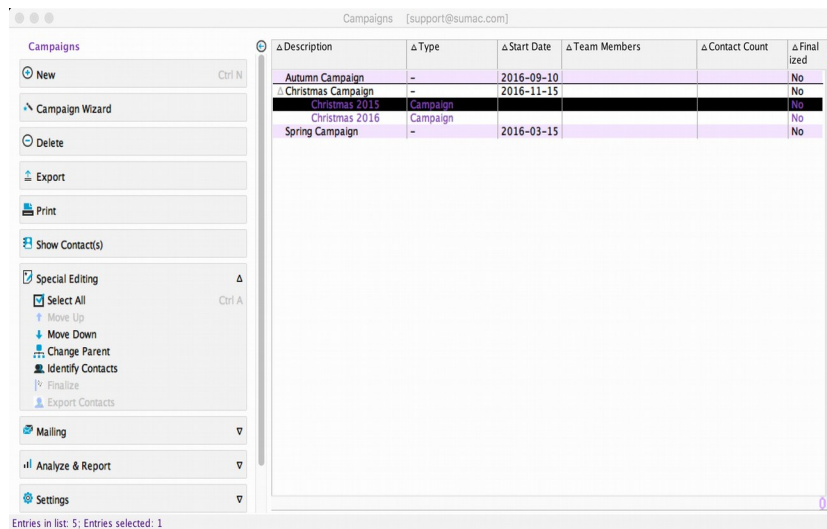 Campaigns [support@sumac.com]
Campaigns
New Ctrl N
Campaign Wizard
Delete
Export
Print
Show Contact(s)
Special Editing
Select All Ctrl A
Move Up
Move Down
Change Parent
Identify Contacts
Finalize
Export Contacts
Mailing
Analyze & Report
Settings
Description Type Start Date Team Members Contact Count Final
ized
Autumn Campaign – 2016-09-10 No
Christmas Campaign – 2016-11-15 No
Christmas 2015 Campaign No
Christmas 2016 Campaign No
Spring Campaign – 2016-03-15 No
0
Entries in list: 5; Entries selected: 1